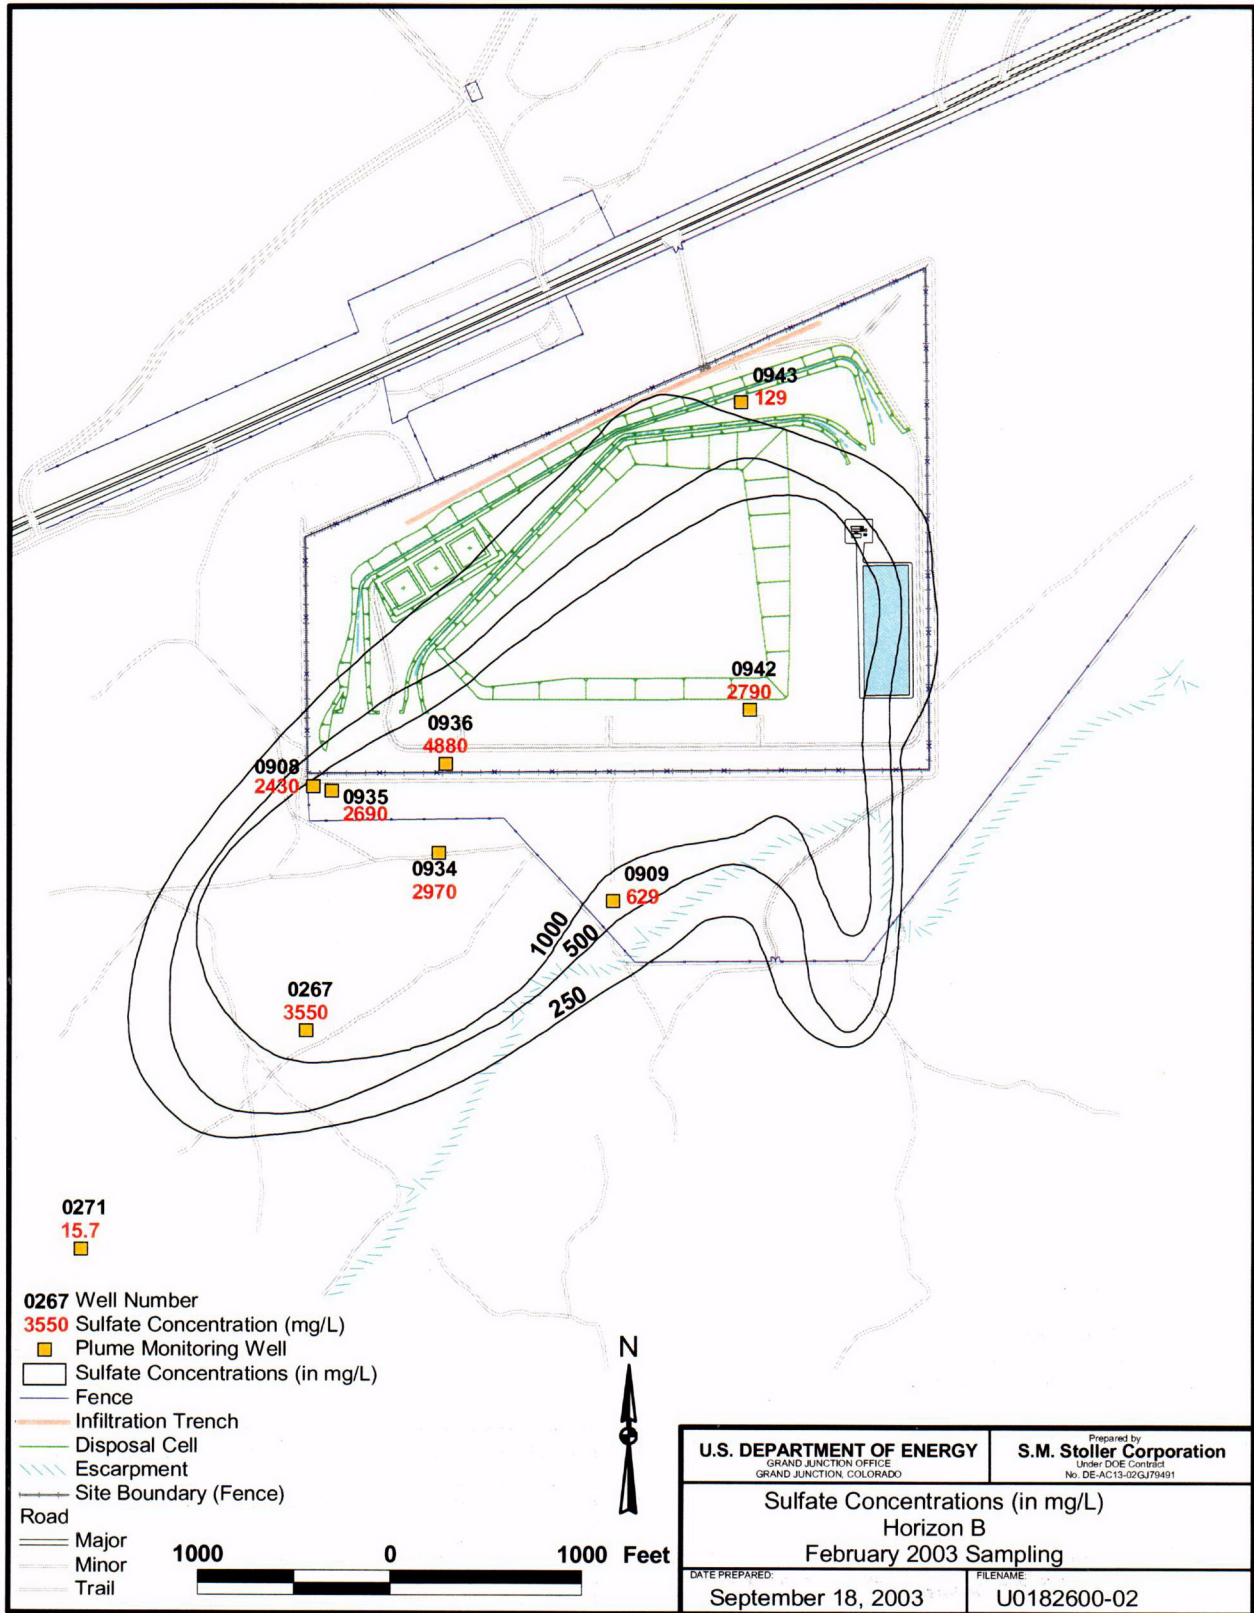 0943
129
0942
2790
0936
4880
0908
2430
0935
2690
0934
2970
0909
629
1000
500
250
0267
3550
0271
15.7
0267 Well Number
3550 Sulfate Concentration (mg/L)
Plume Monitoring Well
Sulfate Concentrations (in mg/L)
Fence
Infiltration Trench
Disposal Cell
Escarpment
Site Boundary (Fence)
Road
Major
Minor
Trail
1000 0 1000 Feet
N
U.S. DEPARTMENT OF ENERGY
GRAND JUNCTION OFFICE
GRAND JUNCTION, COLORADO
Prepared by
S.M. Stoller Corporation
Under DOE Contract
No. DE-AC13-02GJ79491
Sulfate Concentrations (in mg/L)
Horizon B
February 2003 Sampling
DATE PREPARED:
September 18, 2003
FILENAME:
U0182600-02